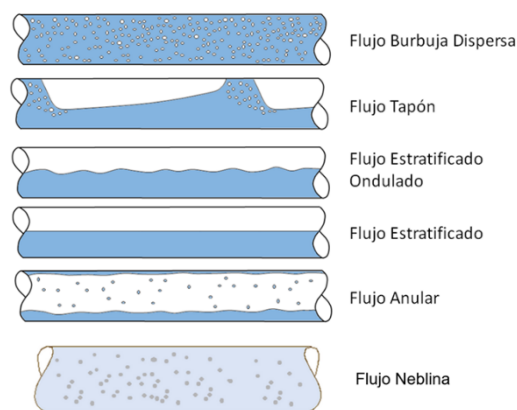 Flujo Burbuja Dispersa
Flujo Tapón
Flujo Estratificado
Ondulado
Flujo Estratificado
Flujo Anular
Flujo Neblina